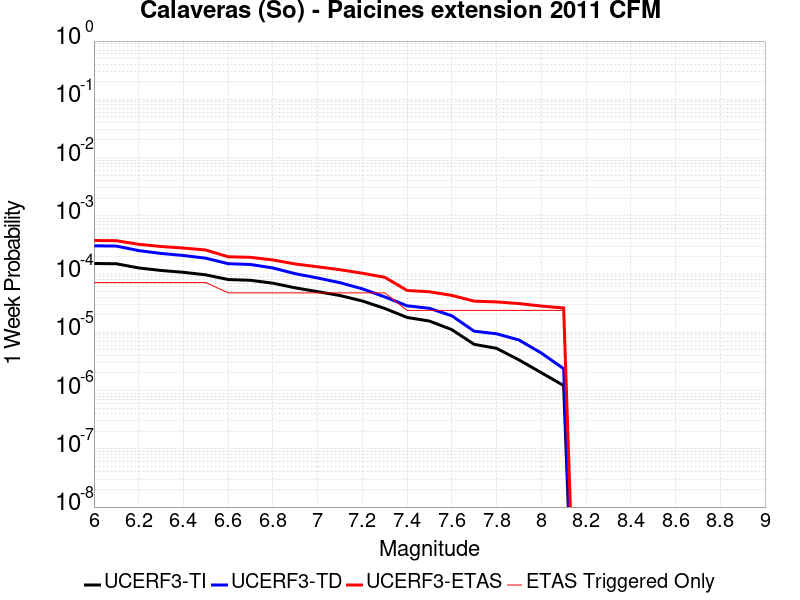 Calaveras (So) - Paicines extension 2011 CFM
10^0
10^-1
10^-2
10^-3
10^-4
10^-5
10^-6
10^-7
10^-8
1 Week Probability
6 6.2 6.4 6.6 6.8 7 7.2 7.4 7.6 7.8 8 8.2 8.4 8.6 8.8 9
Magnitude
UCERF3-TI UCERF3-TD UCERF3-ETAS ETAS Triggered Only